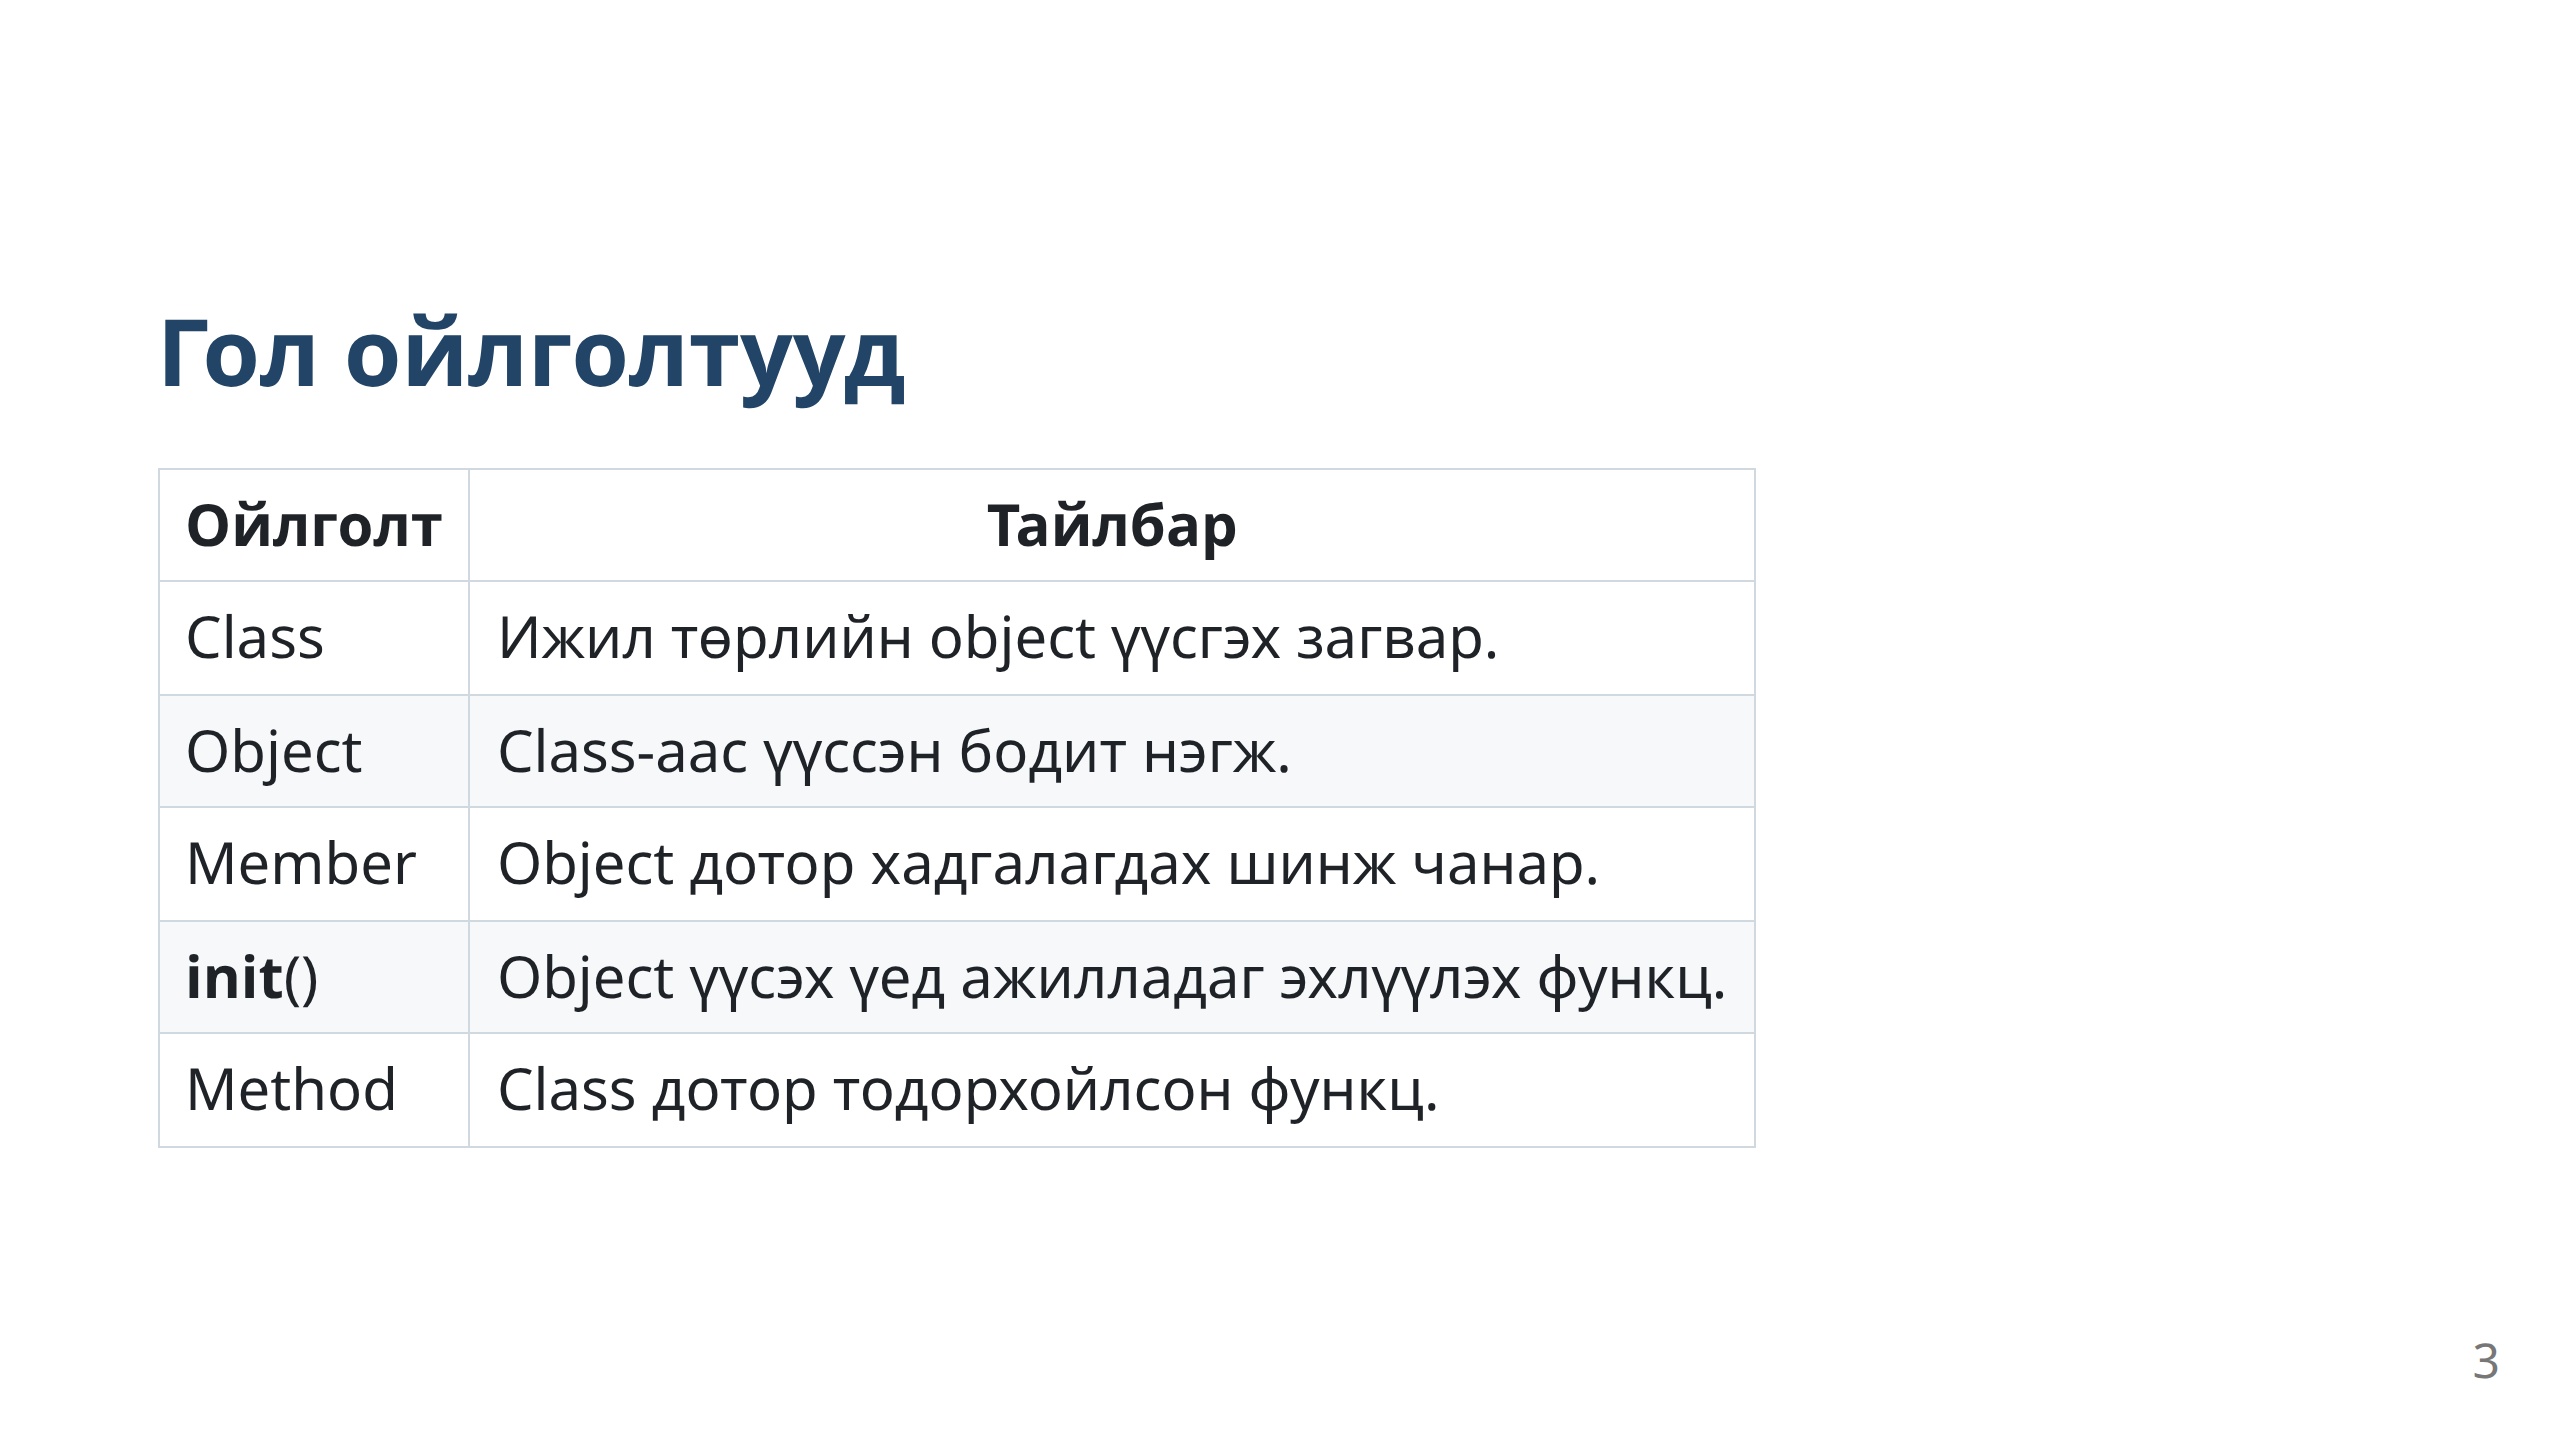 Гол ойлголтууд
Ойлголт Тайлбар
Class Ижил төрлийн object үүсгэх загвар.
Object Class-аас үүссэн бодит нэгж.
Member Object дотор хадгалагдах шинж чанар.
init() Object үүсэх үед ажилладаг эхлүүлэх функц.
Method Class дотор тодорхойлсон функц.
3